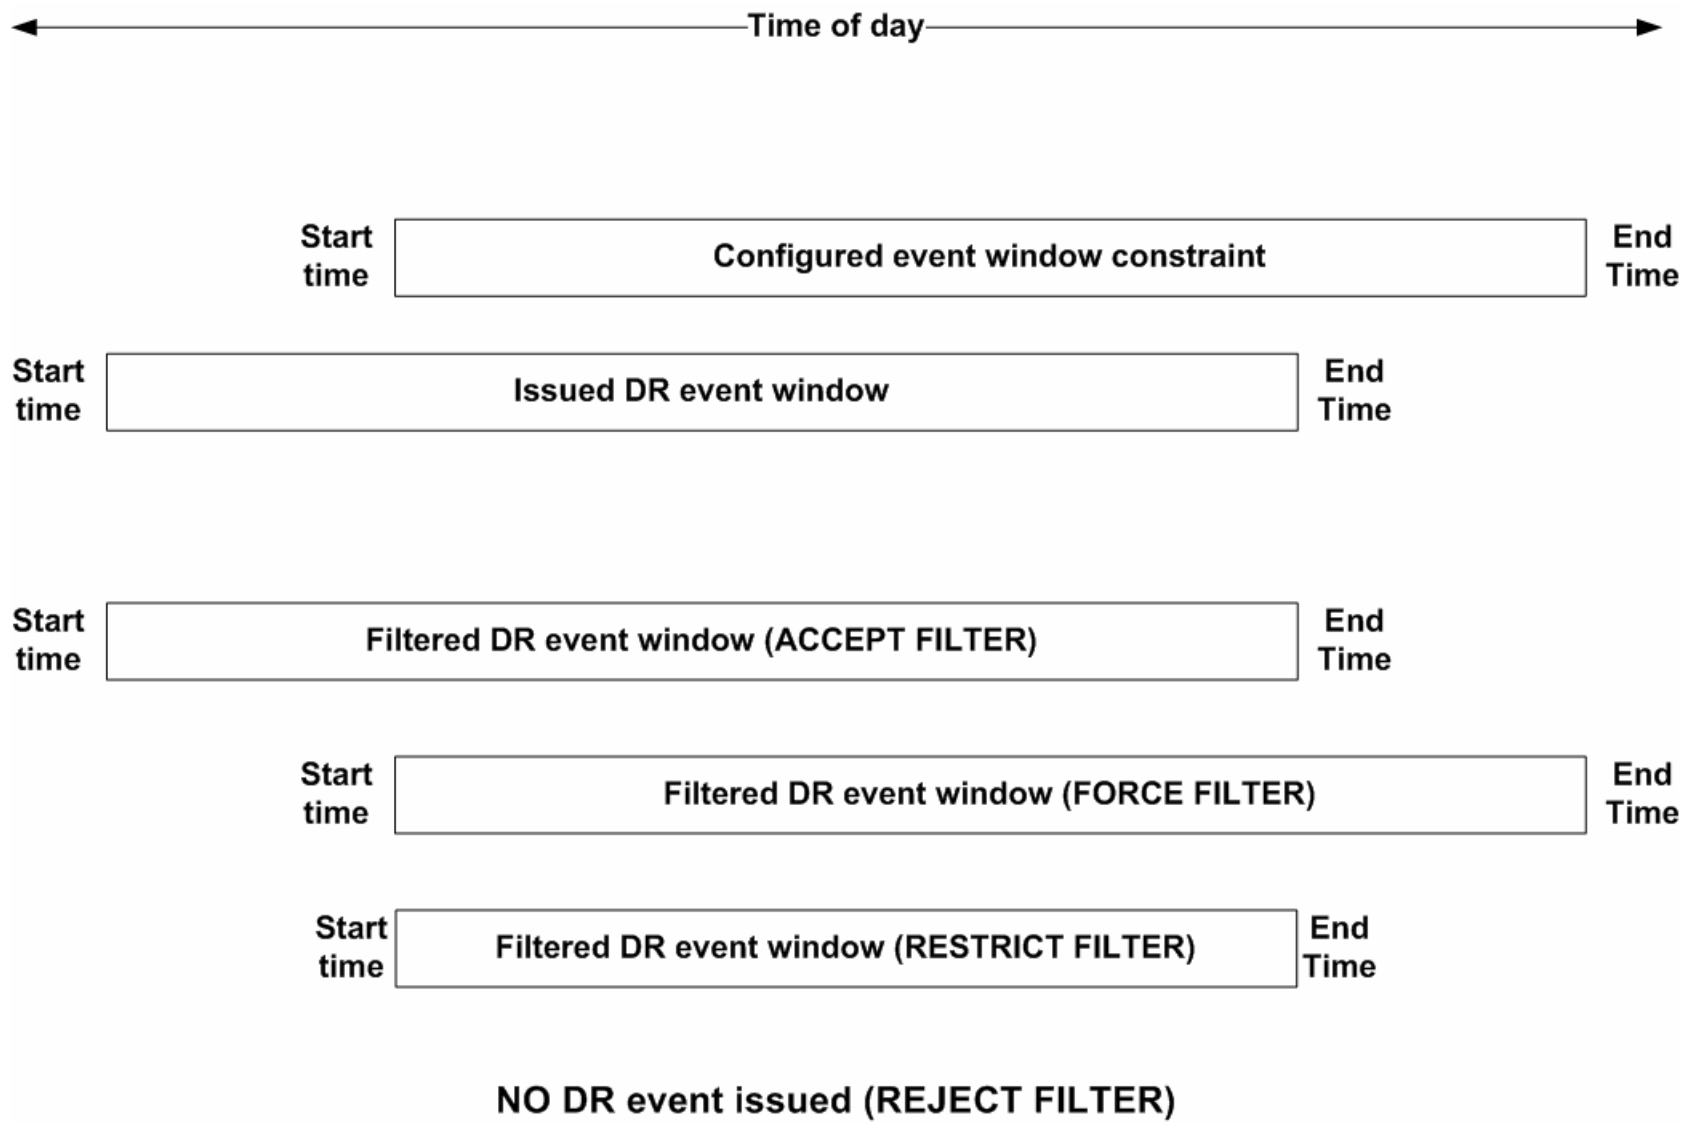 Time of day
Start
time
Configured event window constraint
End
Time
Start
time
Issued DR event window
End
Time
Start
time
Filtered DR event window (ACCEPT FILTER)
End
Time
Start
time
Filtered DR event window (FORCE FILTER)
End
Time
Start
time
Filtered DR event window (RESTRICT FILTER)
End
Time
NO DR event issued (REJECT FILTER)